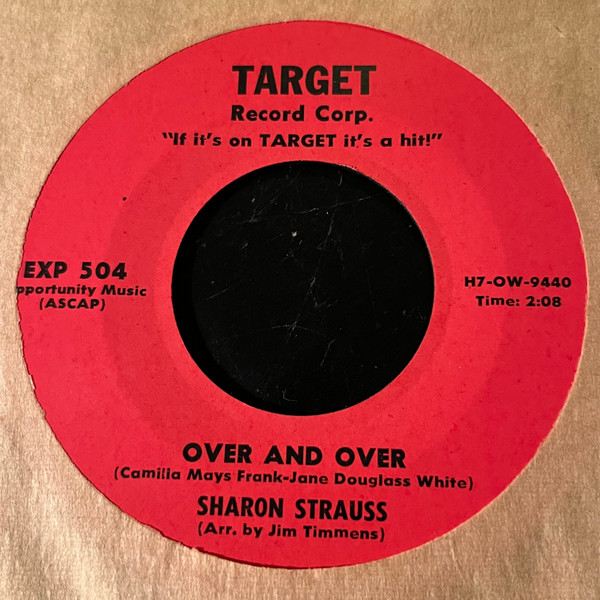 TARGET
Record Corp.
"If it's on TARGET it's a hit!"
EXP 504
pportunity Music
(ASCAP)
H7-OW-9440
Time: 2:08
OVER AND OVER
(Camilla Mays Frank-Jane Douglass White)
SHARON STRAUSS
(Arr. by Jim Timmens)